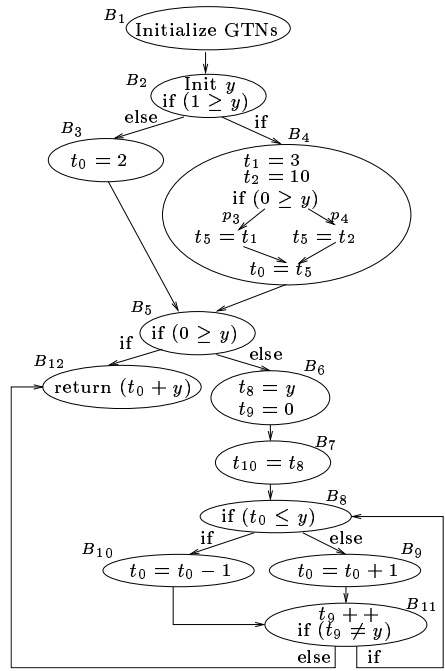 B1
Initialize GTNs
B2
Init y
if (1 ≥ y)
else
if
B3
t0 = 2
B4
t1 = 3
t2 = 10
if (0 ≥ y)
p3
p4
t5 = t1
t5 = t2
t0 = t5
B5
if (0 ≥ y)
if
else
B12
return (t0 + y)
B6
t8 = y
t9 = 0
B7
t10 = t8
B8
if (t0 ≤ y)
if
else
B10
t0 = t0 − 1
B9
t0 = t0 + 1
B11
t9 ++
if (t9 ≠ y)
else
if